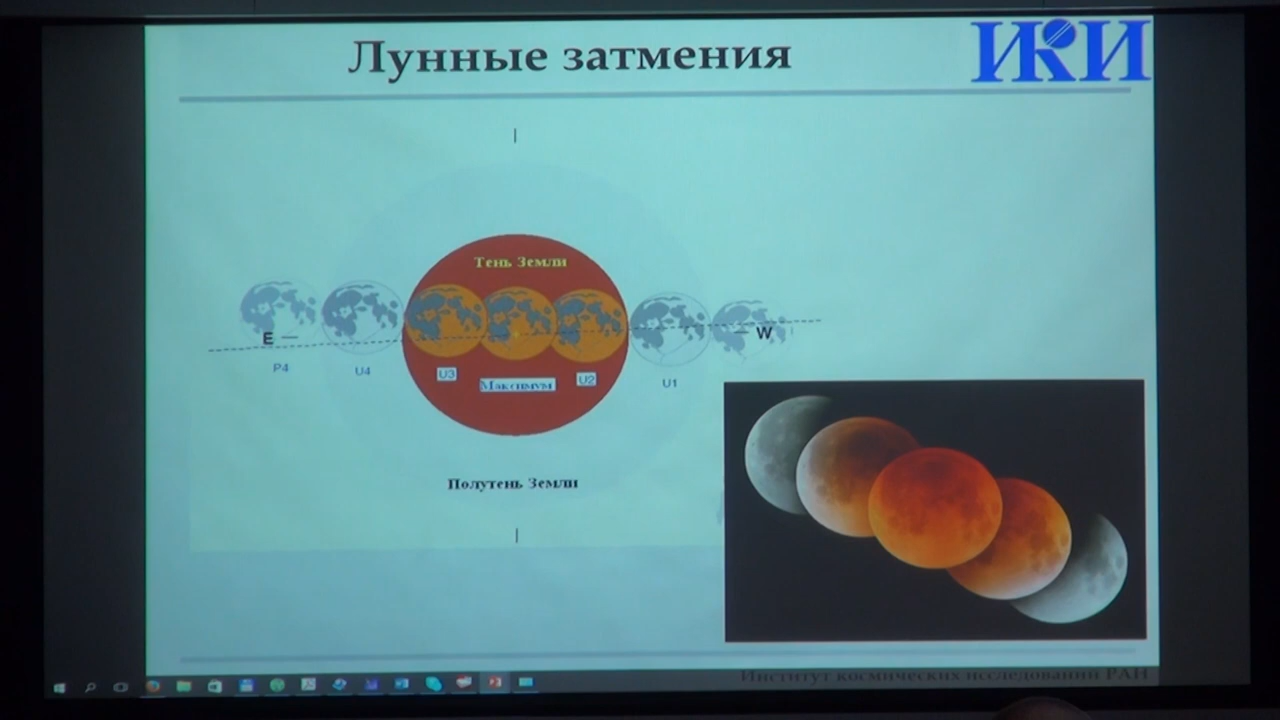 Лунные затмения
ИКИ
Тень Земли
E
W
P4
U4
U3
Максимум
U2
U1
Полутень Земли
Институт космических исследований РАН